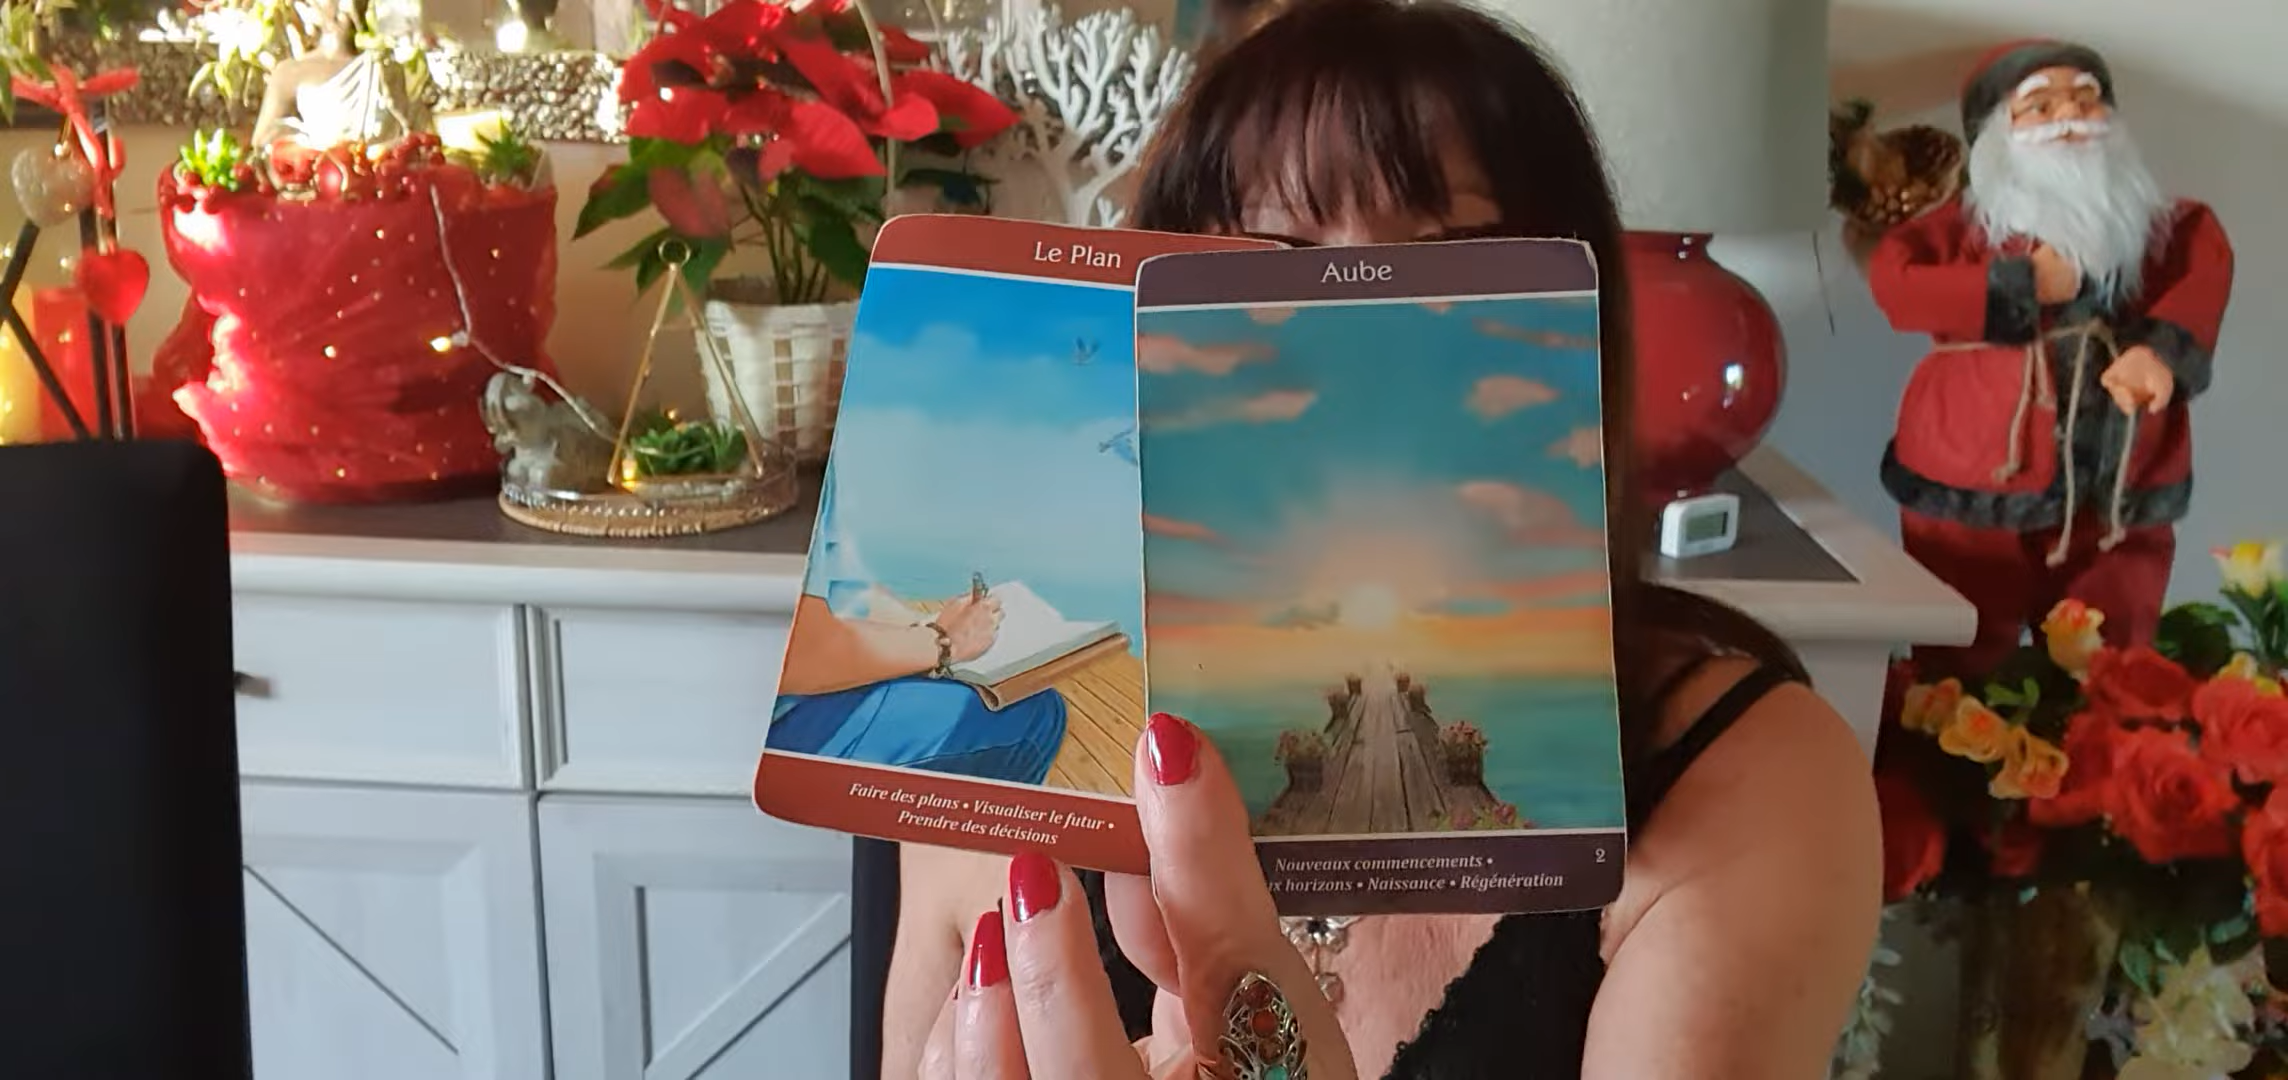 Le Plan
Faire des plans • Visualiser le futur •
Prendre des décisions
Aube
Nouveaux commencements •
horizons • Naissance • Régénération
2